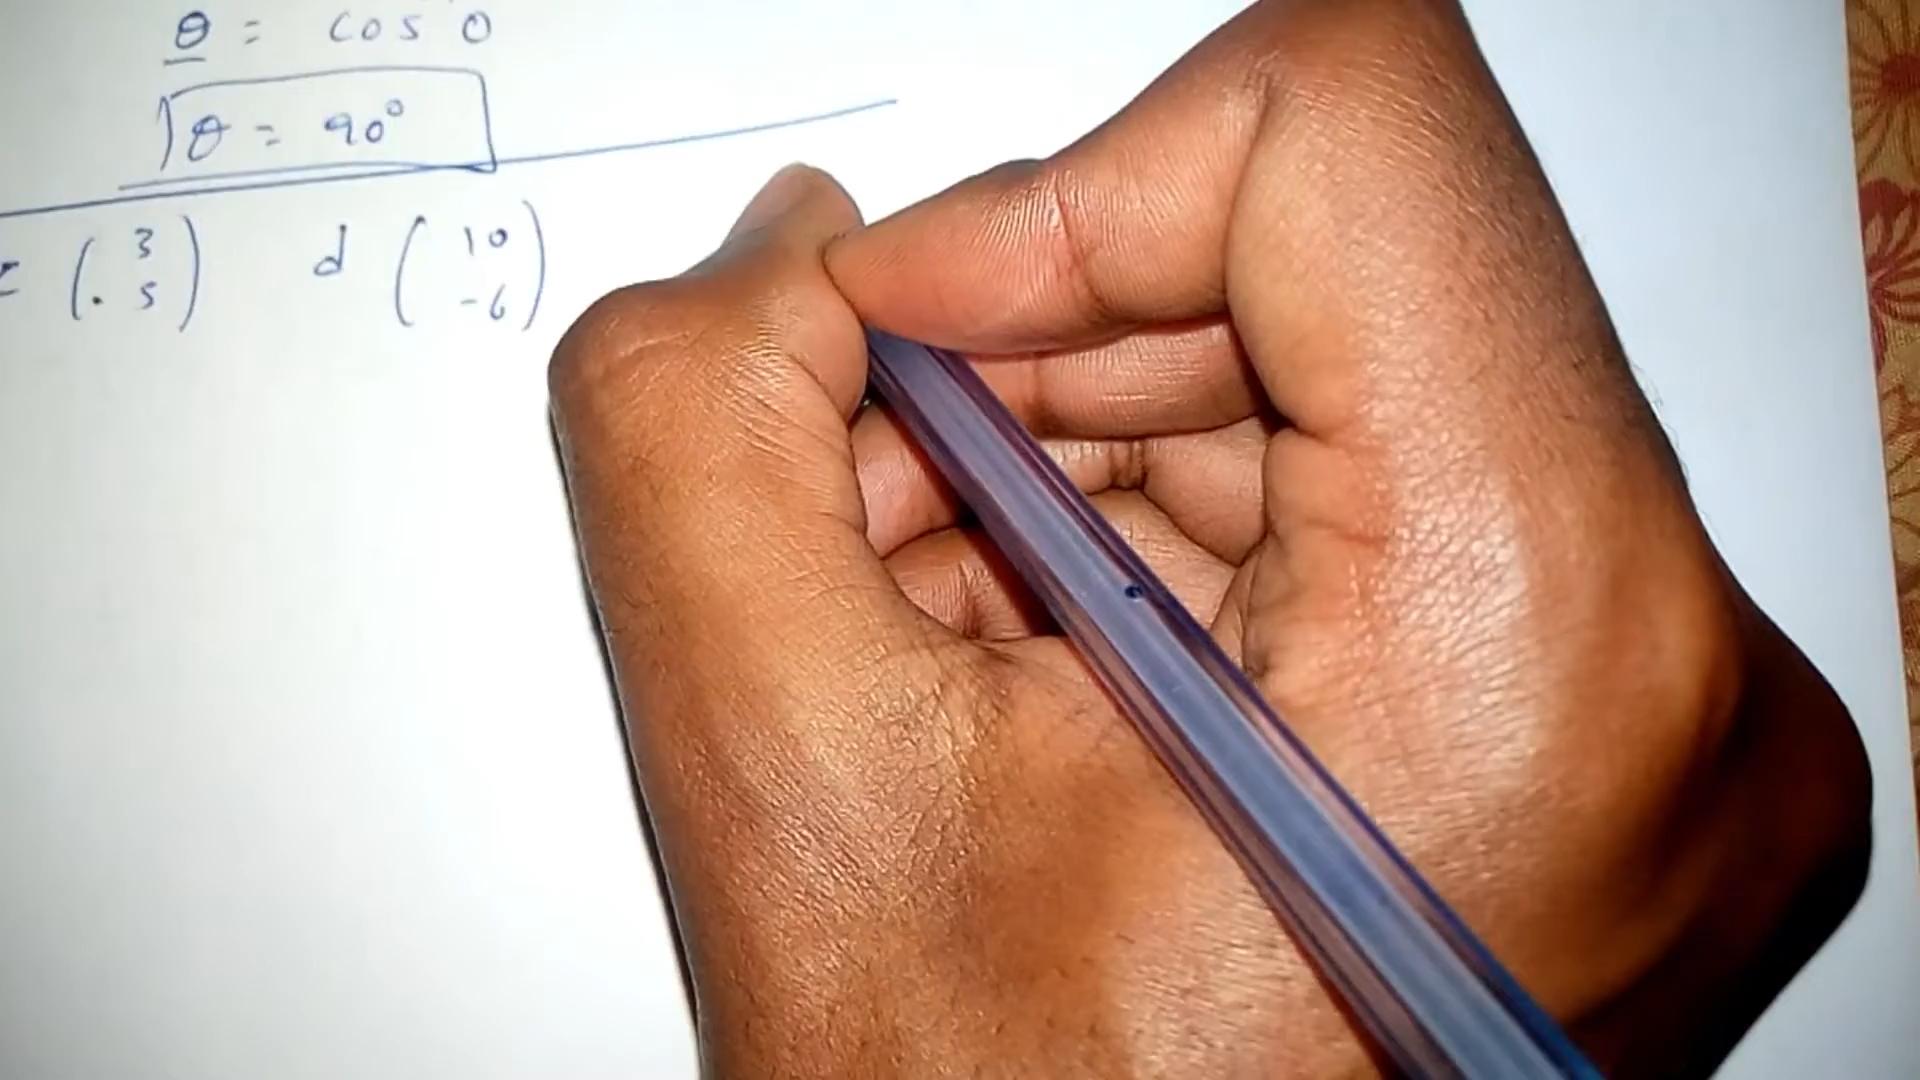 θ = cos 0
θ = 90°
= ( 3 ) d ( 10 )
( . 5 ) ( -6 )